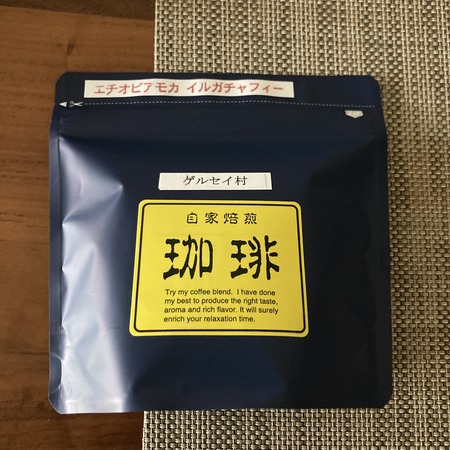 エチオピアモカ イルガチャフィー
ゲルセイ村
自家焙煎
珈琲
Try my coffee blend. I have done
my best to produce the right taste,
aroma and rich flavor. It will surely
enrich your relaxation time.